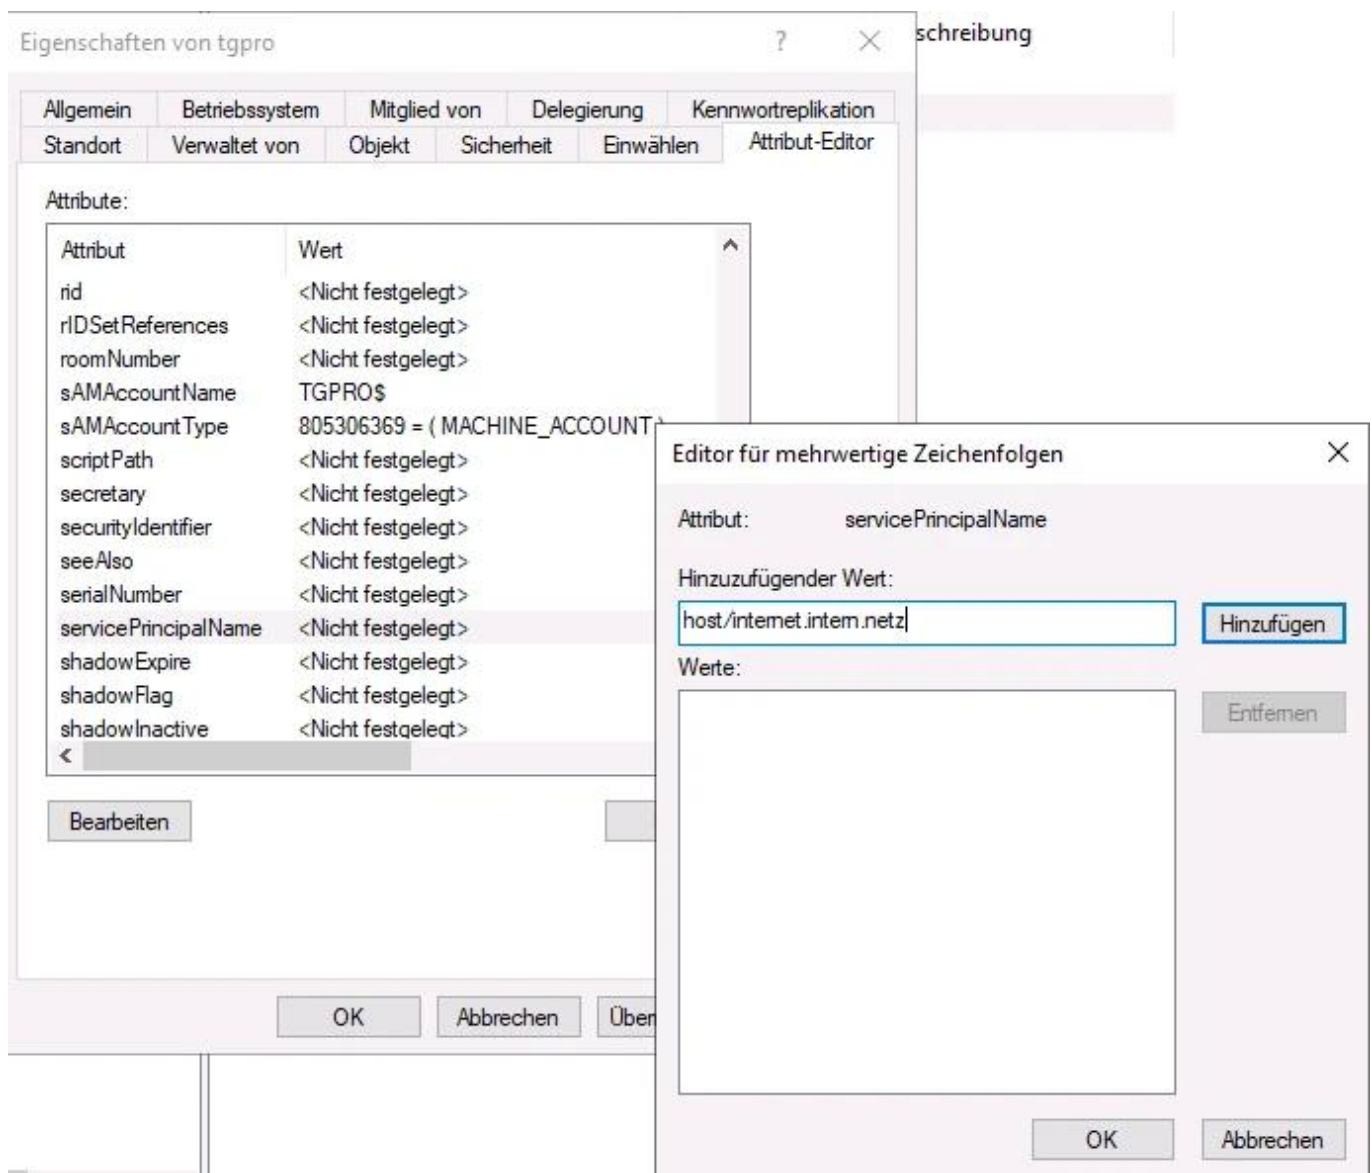 schreibung
Eigenschaften von tgpro ?
Allgemein Betriebssystem Mitglied von Delegierung Kennwortreplikation
Standort Verwaltet von Objekt Sicherheit Einwählen Attribut-Editor
Attribute:
Attribut Wert
rid <Nicht festgelegt>
rIDSetReferences <Nicht festgelegt>
roomNumber <Nicht festgelegt>
sAMAccountName TGPRO$
sAMAccountType 805306369 = ( MACHINE_ACCOUNT )
scriptPath <Nicht festgelegt>
secretary <Nicht festgelegt>
securityIdentifier <Nicht festgelegt>
seeAlso <Nicht festgelegt>
serialNumber <Nicht festgelegt>
servicePrincipalName <Nicht festgelegt>
shadowExpire <Nicht festgelegt>
shadowFlag <Nicht festgelegt>
shadowInactive <Nicht festgelegt>
Bearbeiten
OK Abbrechen Über
Editor für mehrwertige Zeichenfolgen
Attribut: servicePrincipalName
Hinzuzufügender Wert:
host/internet.intern.netz Hinzufügen
Werte:
Entfernen
OK Abbrechen